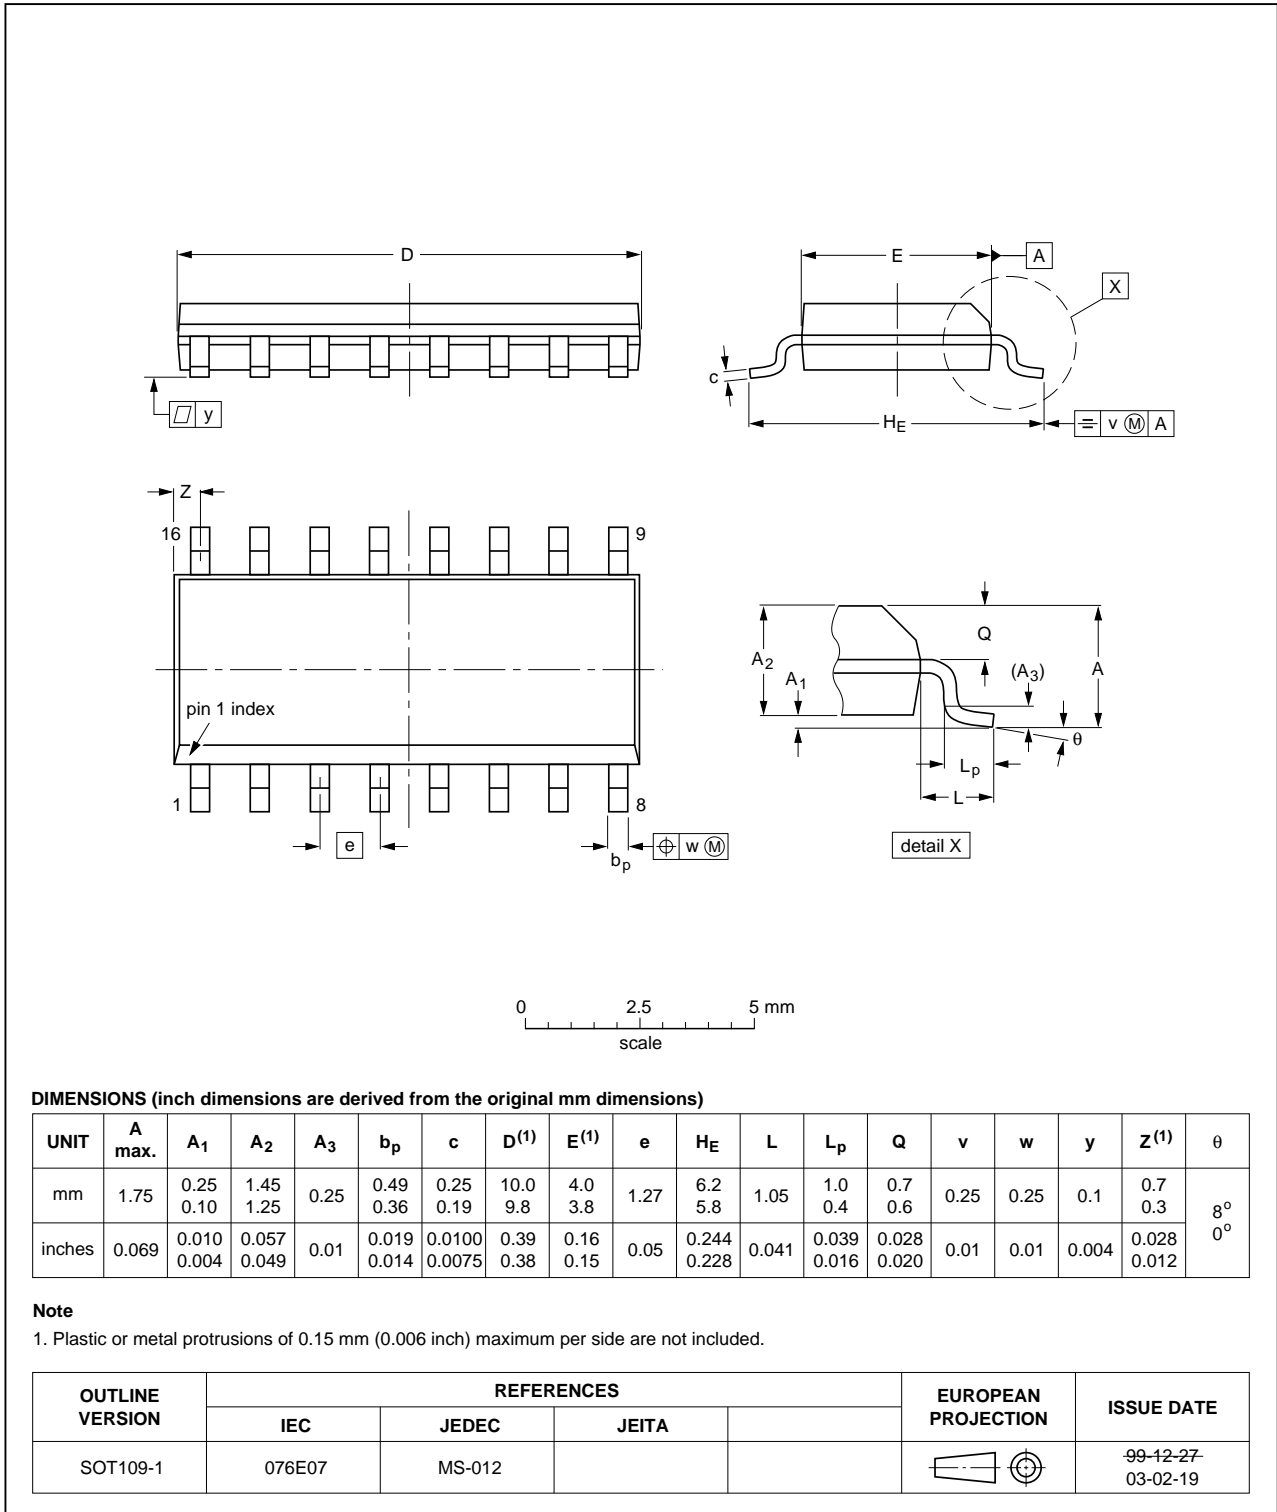 D
E
A
X
c
y
HE
v Ⓜ A
Z
16
9
pin 1 index
1
8
e
bp
w Ⓜ
Q
A2
A1
(A3)
A
θ
Lp
L
detail X
0 2.5 5 mm
scale
DIMENSIONS (inch dimensions are derived from the original mm dimensions)
UNIT A max. A1 A2 A3 bp c D(1) E(1) e HE L Lp Q v w y Z(1) θ
mm 1.75 0.25 0.10 1.45 1.25 0.25 0.49 0.36 0.25 0.19 10.0 9.8 4.0 3.8 1.27 6.2 5.8 1.05 1.0 0.4 0.7 0.6 0.25 0.25 0.1 0.7 0.3 8° 0°
inches 0.069 0.010 0.004 0.057 0.049 0.01 0.019 0.014 0.0100 0.0075 0.39 0.38 0.16 0.15 0.05 0.244 0.228 0.041 0.039 0.016 0.028 0.020 0.01 0.01 0.004 0.028 0.012
Note
1. Plastic or metal protrusions of 0.15 mm (0.006 inch) maximum per side are not included.
OUTLINE VERSION REFERENCES EUROPEAN PROJECTION ISSUE DATE
IEC JEDEC JEITA
SOT109-1 076E07 MS-012 99-12-27
03-02-19